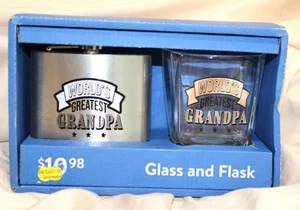 WORLD'S
GREATEST
GRANDPA
WORLD'S
GREATEST
GRANDPA
$10.98
Glass and Flask